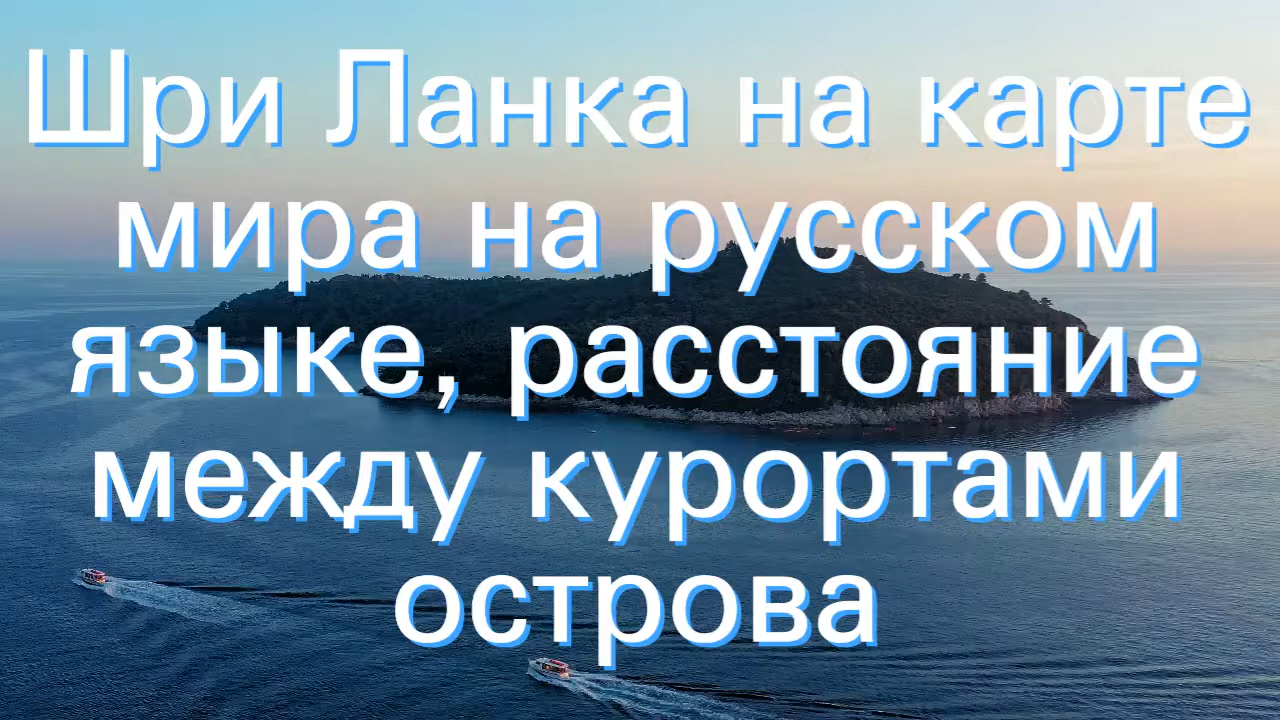 Шри Ланка на карте
мира на русском
языке, расстояние
между курортами
острова